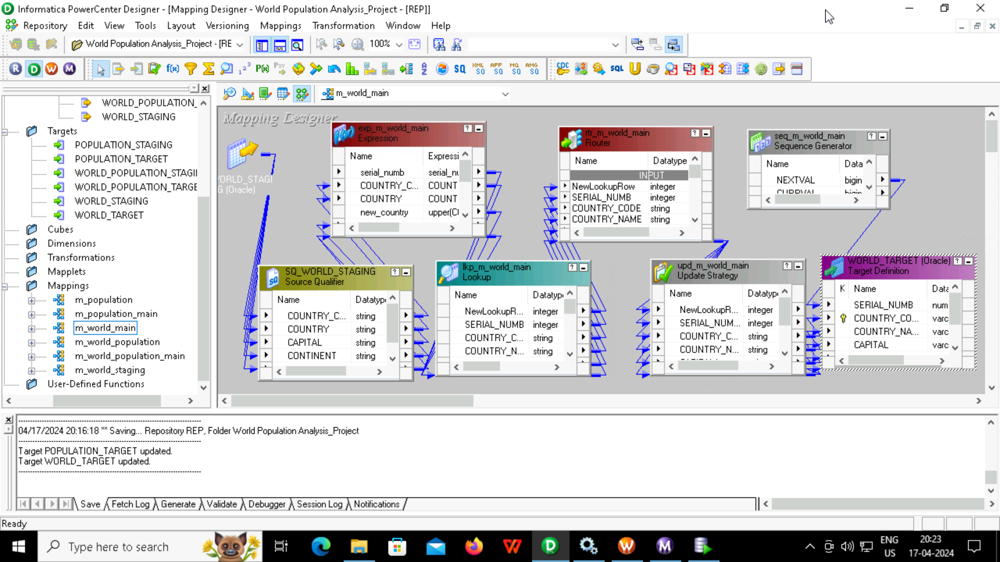 Informatica PowerCenter Designer - [Mapping Designer - World Population Analysis_Project - [REP]]
Repository Edit View Tools Layout Versioning Mappings Transformation Window Help
World Population Analysis_Project - [RE
100%
m_world_main
WORLD_POPULATION_
WORLD_STAGING
Targets
POPULATION_STAGING
POPULATION_TARGET
WORLD_POPULATION_STAGII
WORLD_POPULATION_TARGE
WORLD_STAGING
WORLD_TARGET
Cubes
Dimensions
Transformations
Mapplets
Mappings
m_population
m_population_main
m_world_main
m_world_population
m_world_population_main
m_world_staging
User-Defined Functions
Mapping Designer
ORLD_STAGI
G (Oracle)
exp_m_world_main
Expression
Name Expressi
serial_numb serial_nu
COUNTRY_C... COUNT
COUNTRY COUNT
new_country upper(C
rtr_m_world_main
Router
Name Datatype
INPUT
NewLookupRow integer
SERIAL_NUMB integer
COUNTRY_CODE string
COUNTRY_NAME string
seq_m_world_main
Sequence Generator
Name Data
NEXTVAL bigin
CURRVAL bigin
SQ_WORLD_STAGING
Source Qualifier
Name Datatyp
COUNTRY_C... string
COUNTRY string
CAPITAL string
CONTINENT string
lkp_m_world_main
Lookup
Name Datatyp
NewLookupR... integer
SERIAL_NUMB integer
COUNTRY_C... string
COUNTRY_N... string
upd_m_world_main
Update Strategy
Name Datatyp
NewLookupR... integer
SERIAL_NUM... integer
COUNTRY_C... string
COUNTRY_N... string
WORLD_TARGET (Oracle)
Target Definition
K Name Data
SERIAL_NUMB num
COUNTRY_CO... varc
COUNTRY_NA... varc
CAPITAL varc
04/17/2024 20:16:18 ** Saving... Repository REP, Folder World Population Analysis_Project
Target POPULATION_TARGET updated.
Target WORLD_TARGET updated.
Save Fetch Log Generate Validate Debugger Session Log Notifications
Ready
Type here to search
ENG
US
20:23
17-04-2024